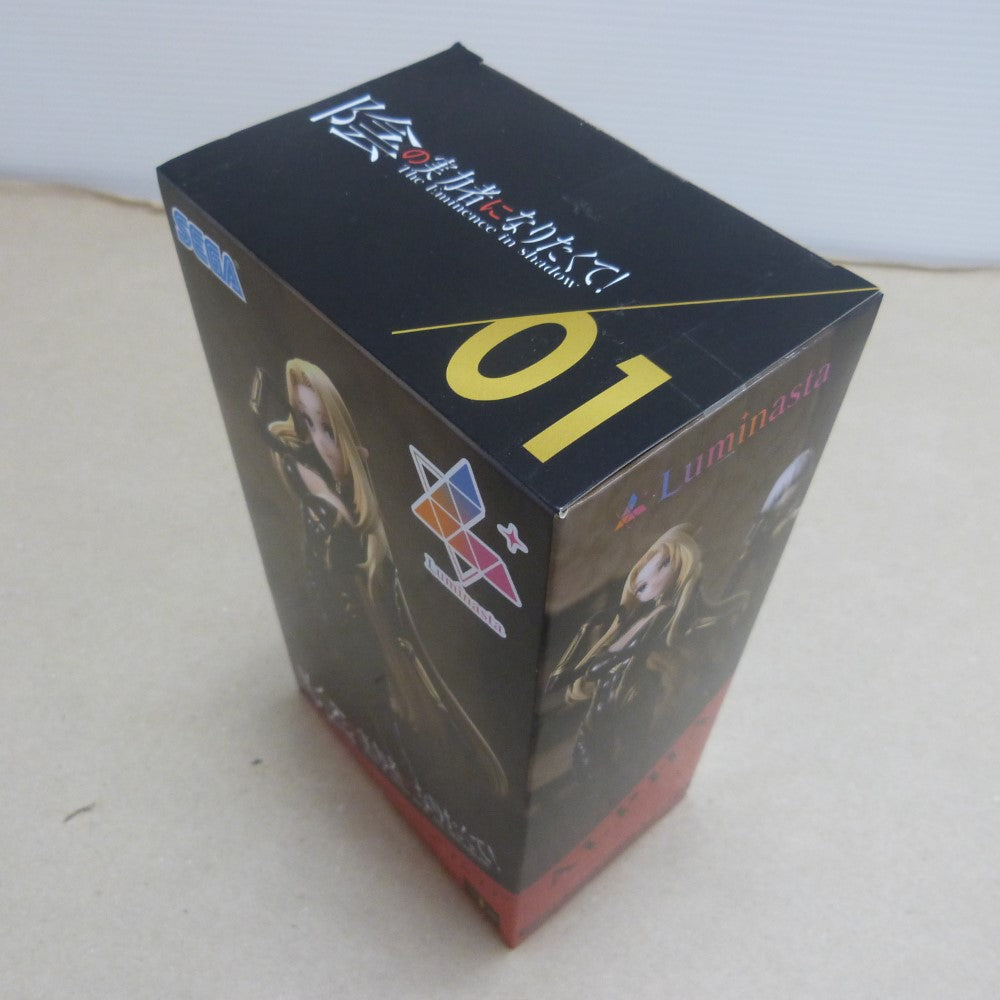 陰の実力者になりたくて!
The Eminence in Shadow
01
SEGA
Luminasta
Luminasta